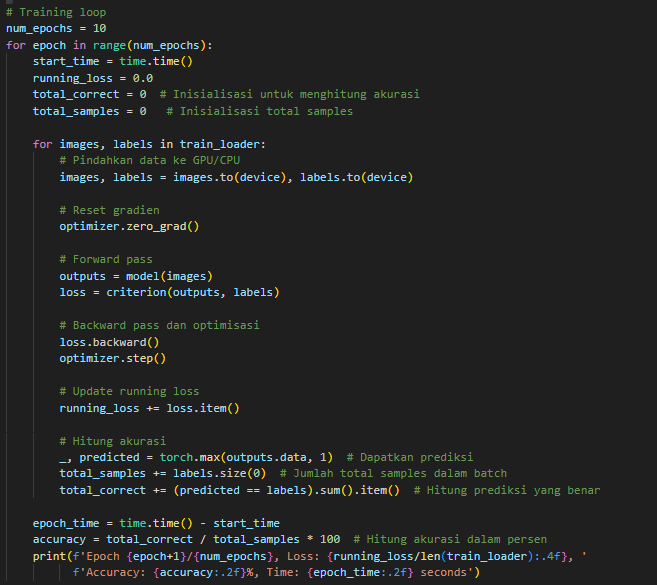 # Training loop
num_epochs = 10
for epoch in range(num_epochs):
    start_time = time.time()
    running_loss = 0.0
    total_correct = 0  # Inisialisasi untuk menghitung akurasi
    total_samples = 0   # Inisialisasi total samples

    for images, labels in train_loader:
        # Pindahkan data ke GPU/CPU
        images, labels = images.to(device), labels.to(device)

        # Reset gradien
        optimizer.zero_grad()

        # Forward pass
        outputs = model(images)
        loss = criterion(outputs, labels)

        # Backward pass dan optimisasi
        loss.backward()
        optimizer.step()

        # Update running loss
        running_loss += loss.item()

        # Hitung akurasi
        _, predicted = torch.max(outputs.data, 1)  # Dapatkan prediksi
        total_samples += labels.size(0)  # Jumlah total samples dalam batch
        total_correct += (predicted == labels).sum().item()  # Hitung prediksi yang benar

    epoch_time = time.time() - start_time
    accuracy = total_correct / total_samples * 100  # Hitung akurasi dalam persen
    print(f'Epoch {epoch+1}/{num_epochs}, Loss: {running_loss/len(train_loader):.4f}, '
          f'Accuracy: {accuracy:.2f}%, Time: {epoch_time:.2f} seconds')